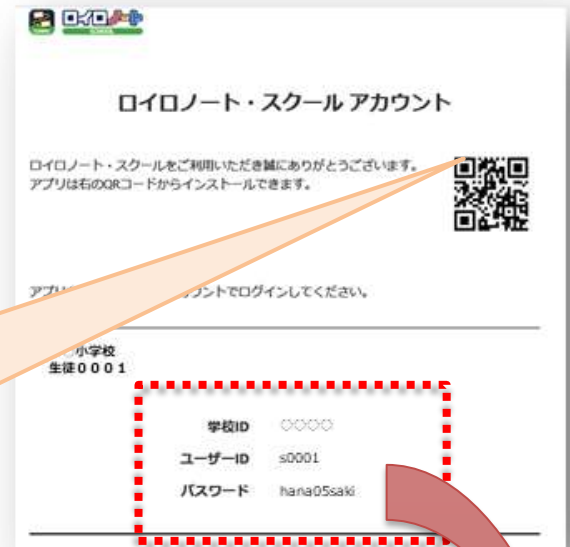 ロイロノート
SCHOOL
ロイロノート・スクール アカウント
ロイロノート・スクールをご利用いただき誠にありがとうございます。
アプリは右のQRコードからインストールできます。
アプリ
ウントでログインしてください。
小学校
生徒０００１
学校ID ○○○○
ユーザーID s0001
パスワード hana05saki